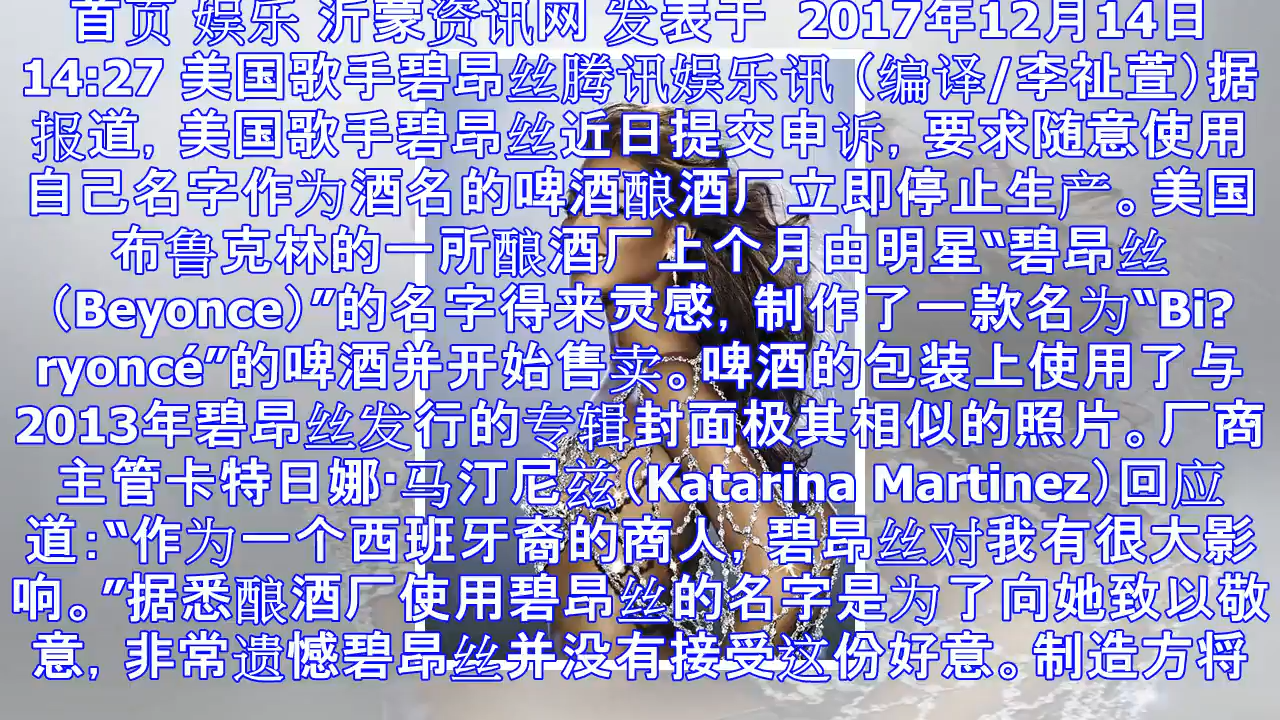 首页 娱乐 沂蒙资讯网 发表于 2017年12月14日
14:27 美国歌手碧昂丝腾讯娱乐讯（编译/李祉萱）据
报道，美国歌手碧昂丝近日提交申诉，要求随意使用
自己名字作为酒名的啤酒酿酒厂立即停止生产。美国
布鲁克林的一所酿酒厂上个月由明星“碧昂丝
（Beyonce）”的名字得来灵感，制作了一款名为“Bi?
ryoncé”的啤酒并开始售卖。啤酒的包装上使用了与
2013年碧昂丝发行的专辑封面极其相似的照片。厂商
主管卡特日娜·马汀尼兹（Katarina Martinez）回应
道：“作为一个西班牙裔的商人，碧昂丝对我有很大影
响。”据悉酿酒厂使用碧昂丝的名字是为了向她致以敬
意，非常遗憾碧昂丝并没有接受这份好意。制造方将